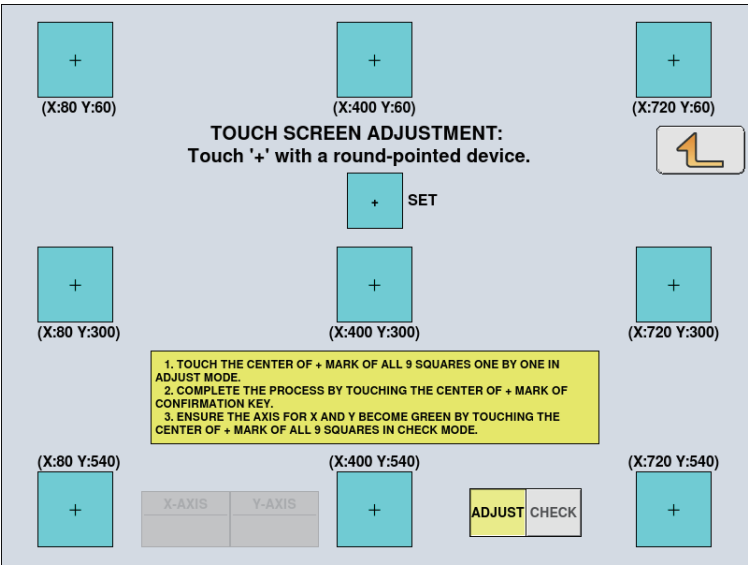 + + +
(X:80 Y:60) (X:400 Y:60) (X:720 Y:60)
TOUCH SCREEN ADJUSTMENT:
Touch '+' with a round-pointed device.
+ SET
+ + +
(X:80 Y:300) (X:400 Y:300) (X:720 Y:300)
1. TOUCH THE CENTER OF + MARK OF ALL 9 SQUARES ONE BY ONE IN
ADJUST MODE.
2. COMPLETE THE PROCESS BY TOUCHING THE CENTER OF + MARK OF
CONFIRMATION KEY.
3. ENSURE THE AXIS FOR X AND Y BECOME GREEN BY TOUCHING THE
CENTER OF + MARK OF ALL 9 SQUARES IN CHECK MODE.
(X:80 Y:540) (X:400 Y:540) (X:720 Y:540)
X-AXIS Y-AXIS
+ + ADJUST CHECK +